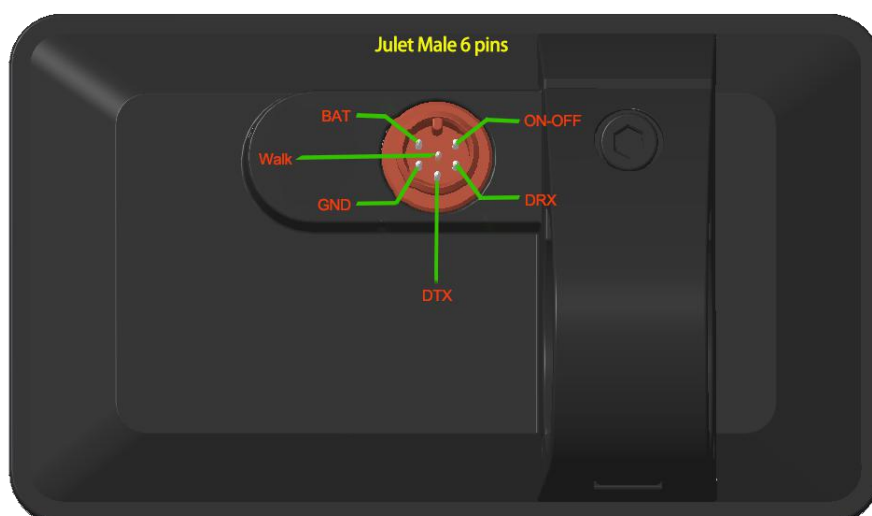 Julet Male 6 pins
BAT
ON-OFF
Walk
GND
DRX
DTX